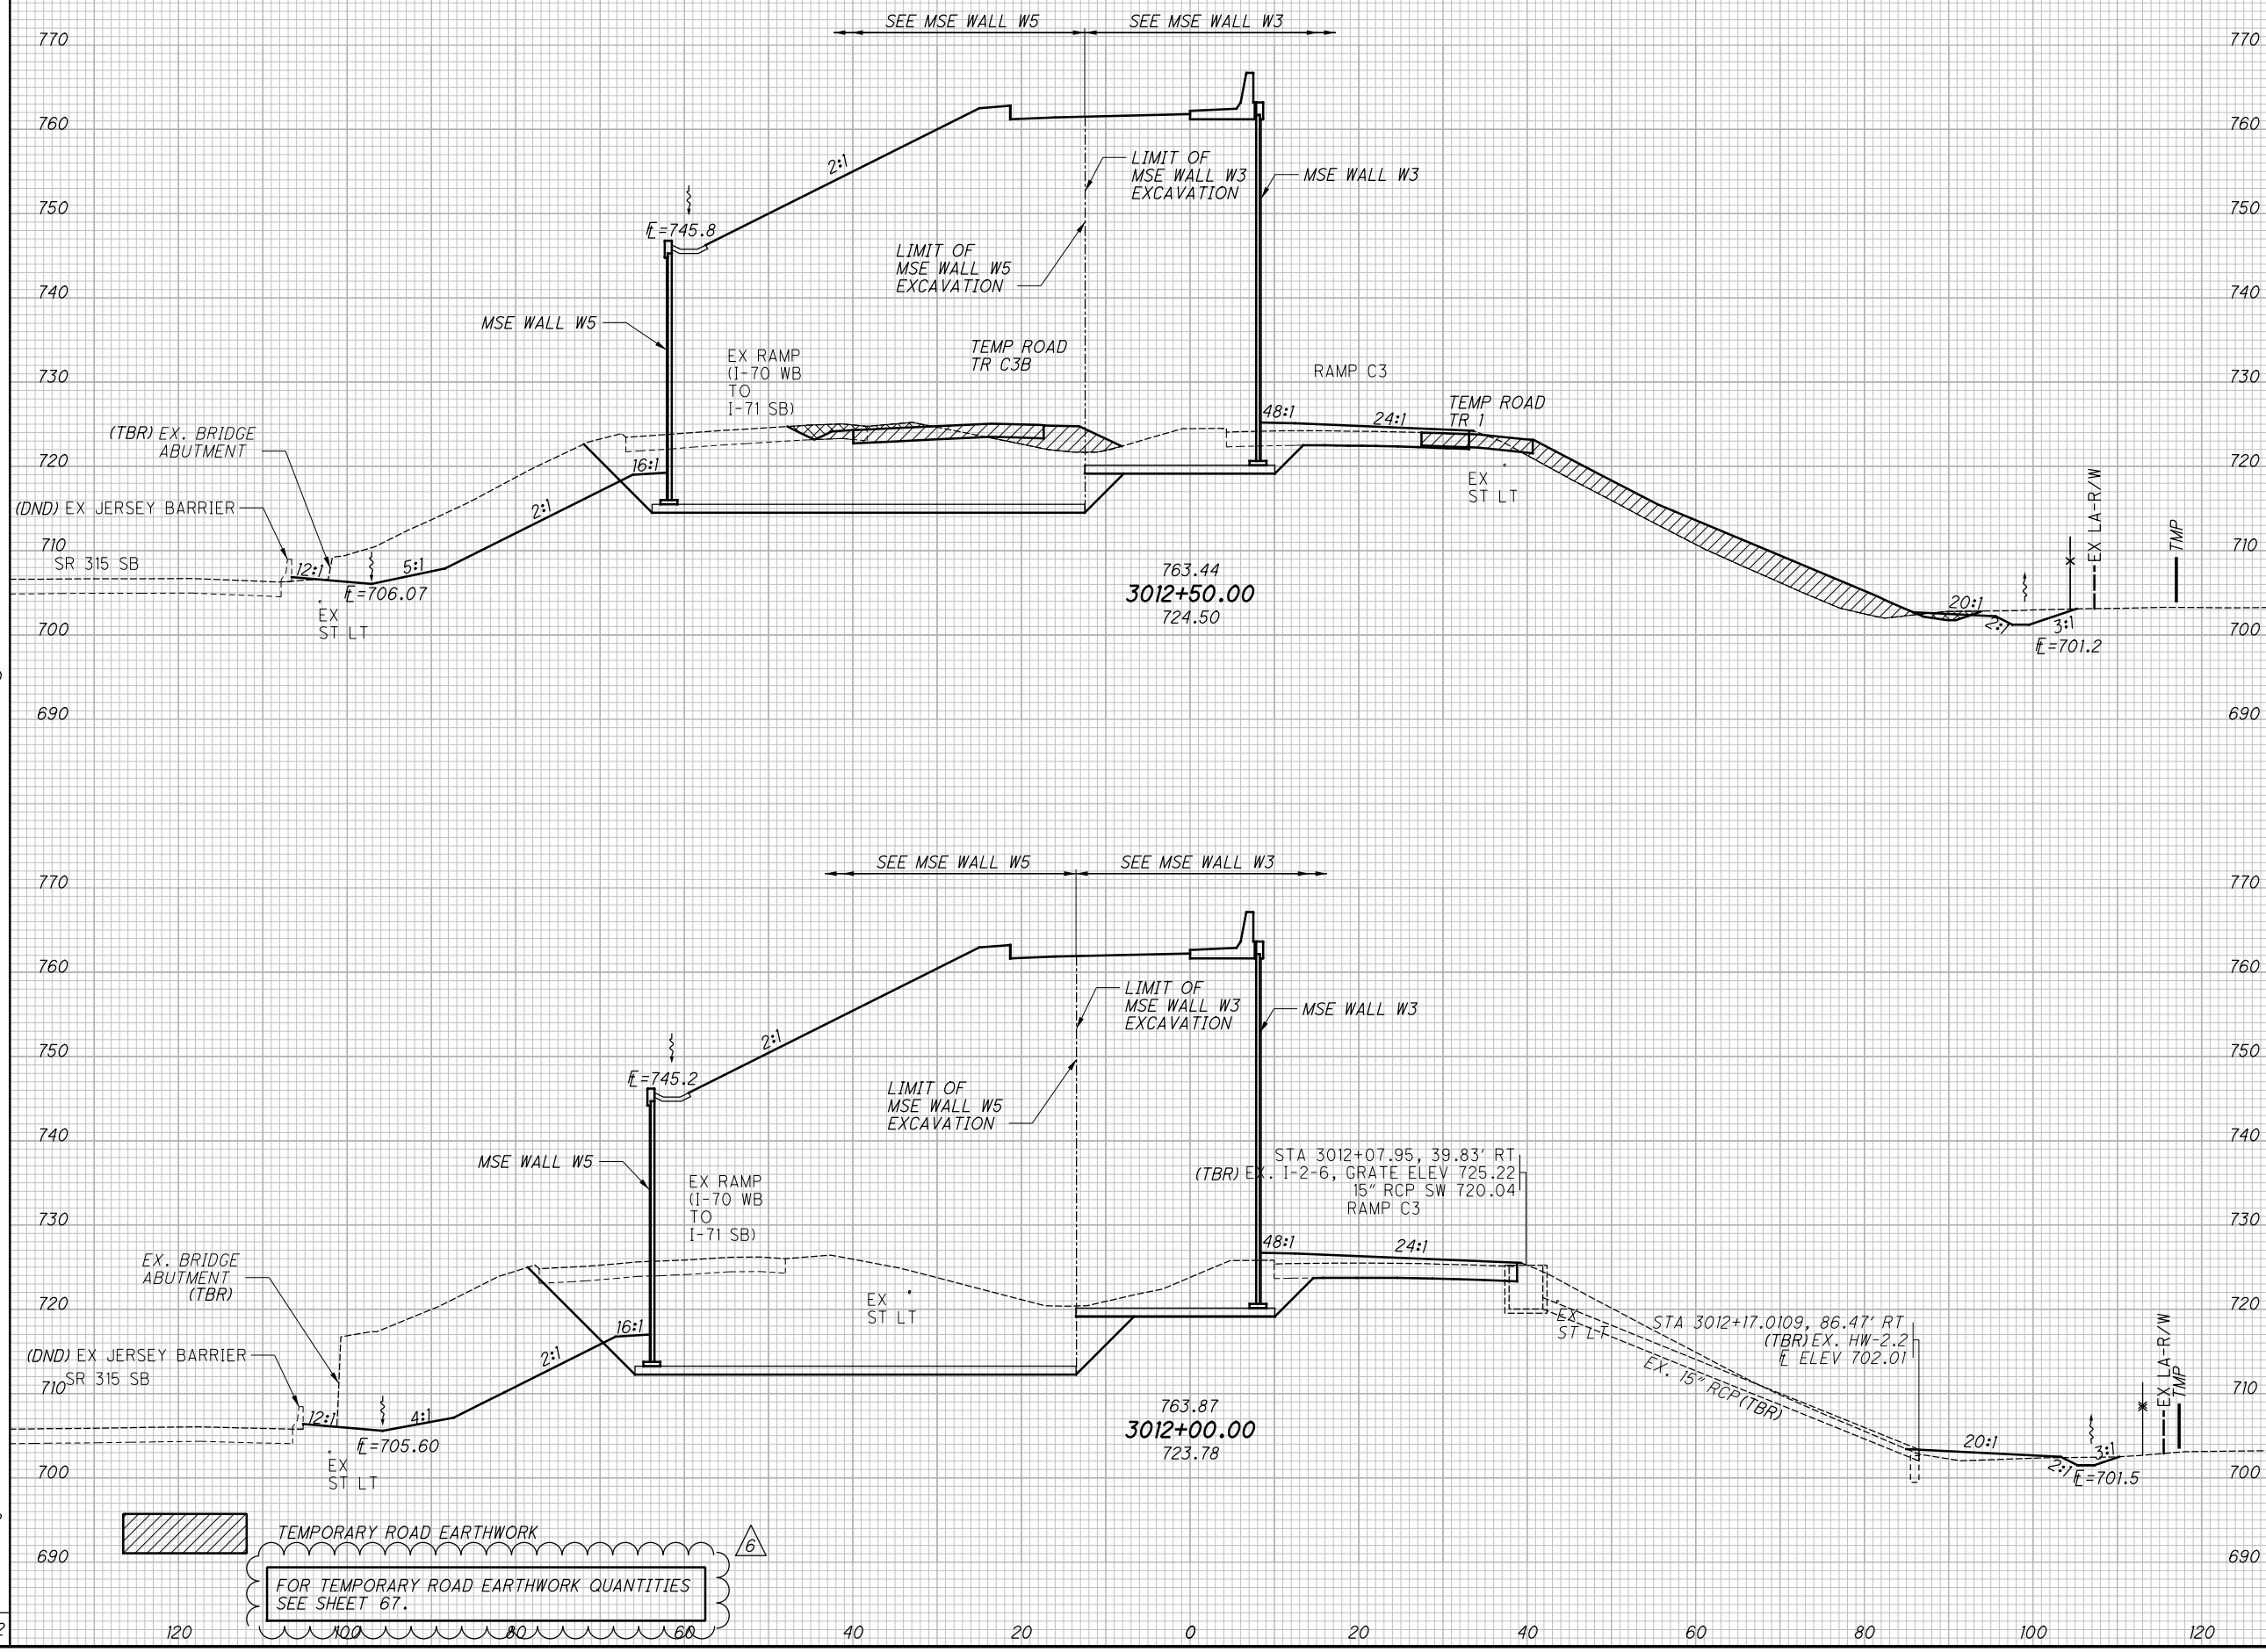 SEE MSE WALL W5
SEE MSE WALL W3
770
770
760
760
2:1
LIMIT OF
MSE WALL W3
EXCAVATION
MSE WALL W3
750
750
℄=745.8
LIMIT OF
MSE WALL W5
EXCAVATION
740
740
MSE WALL W5
EX RAMP
(I-70 WB
TO
I-71 SB)
TEMP ROAD
TR C3B
RAMP C3
730
730
(TBR) EX. BRIDGE
ABUTMENT
48:1
24:1
TEMP ROAD
TR 1
720
720
16:1
EX
ST LT
(DND) EX JERSEY BARRIER
2:1
EX LA-R/W
TMP
710
710
SR 315 SB
12:1
5:1
℄=706.07
EX
ST LT
763.44
3012+50.00
724.50
20:1
2:1
3:1
℄=701.2
700
700
690
690
SEE MSE WALL W5
SEE MSE WALL W3
770
770
760
760
2:1
LIMIT OF
MSE WALL W3
EXCAVATION
MSE WALL W3
750
750
℄=745.2
LIMIT OF
MSE WALL W5
EXCAVATION
740
740
MSE WALL W5
EX RAMP
(I-70 WB
TO
I-71 SB)
STA 3012+07.95, 39.83' RT
(TBR) EX. I-2-6, GRATE ELEV 725.22
15" RCP SW 720.04
RAMP C3
730
730
48:1
24:1
EX. BRIDGE
ABUTMENT
(TBR)
EX
ST LT
720
720
16:1
EX
ST LT
STA 3012+17.0109, 86.47' RT
(TBR) EX. HW-2.2
℄ ELEV 702.01
EX. 15" RCP (TBR)
(DND) EX JERSEY BARRIER
SR 315 SB
2:1
EX LA-R/W
TMP
710
710
12:1
4:1
℄=705.60
EX
ST LT
763.87
3012+00.00
723.78
20:1
2:1
3:1
℄=701.5
700
700
TEMPORARY ROAD EARTHWORK
6
690
690
FOR TEMPORARY ROAD EARTHWORK QUANTITIES
SEE SHEET 67.
120
100
80
60
40
20
0
20
40
60
80
100
120